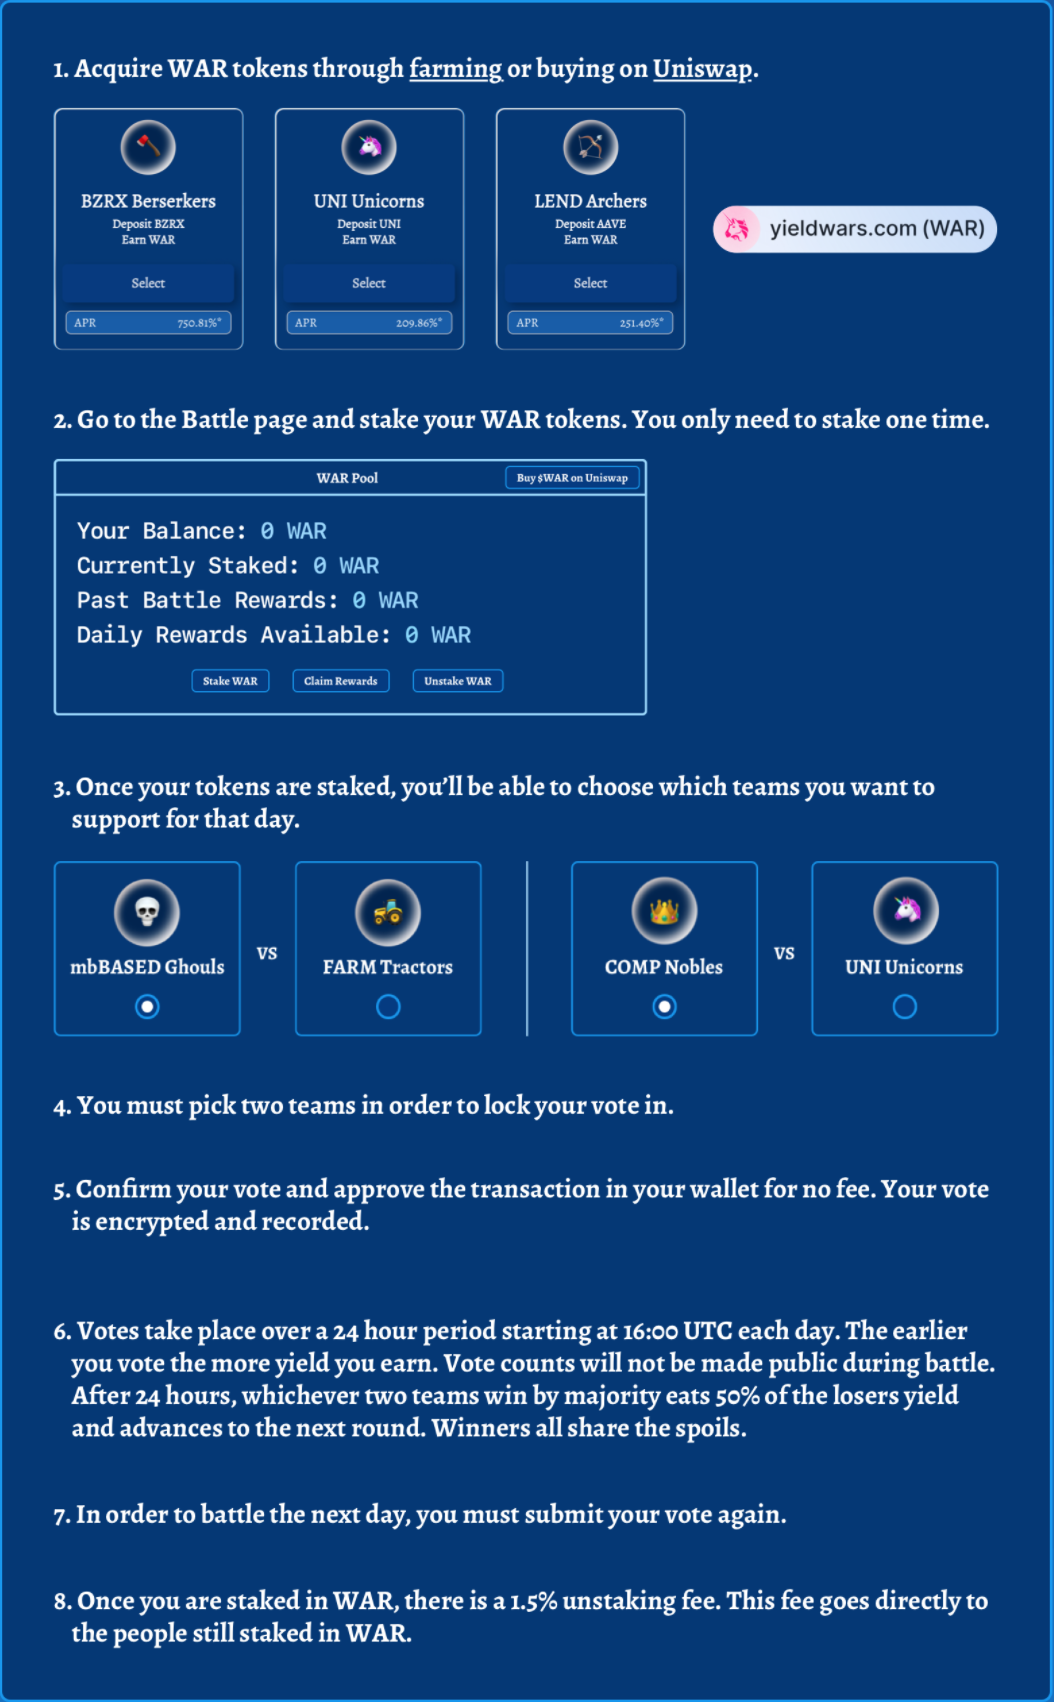 1. Acquire WAR tokens through farming or buying on Uniswap.
BZRX Berserkers
Deposit BZRX
Earn WAR
Select
APR 750.81%*
UNI Unicorns
Deposit UNI
Earn WAR
Select
APR 209.86%*
LEND Archers
Deposit AAVE
Earn WAR
Select
APR 251.40%*
yieldwars.com (WAR)
2. Go to the Battle page and stake your WAR tokens. You only need to stake one time.
WAR Pool
Buy $WAR on Uniswap
Your Balance: 0 WAR
Currently Staked: 0 WAR
Past Battle Rewards: 0 WAR
Daily Rewards Available: 0 WAR
Stake WAR
Claim Rewards
Unstake WAR
3. Once your tokens are staked, you’ll be able to choose which teams you want to
support for that day.
mbBASED Ghouls
vs
FARM Tractors
COMP Nobles
vs
UNI Unicorns
4. You must pick two teams in order to lock your vote in.
5. Confirm your vote and approve the transaction in your wallet for no fee. Your vote
is encrypted and recorded.
6. Votes take place over a 24 hour period starting at 16:00 UTC each day. The earlier
you vote the more yield you earn. Vote counts will not be made public during battle.
After 24 hours, whichever two teams win by majority eats 50% of the losers yield
and advances to the next round. Winners all share the spoils.
7. In order to battle the next day, you must submit your vote again.
8. Once you are staked in WAR, there is a 1.5% unstaking fee. This fee goes directly to
the people still staked in WAR.